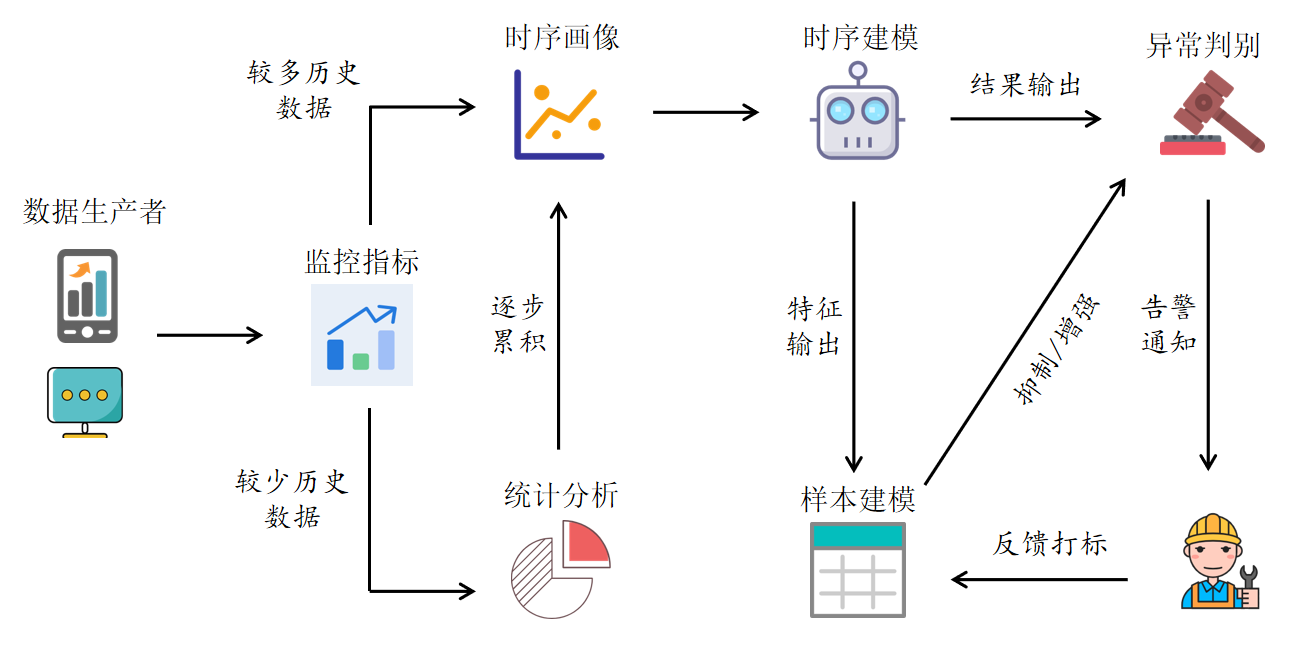 时序画像
时序建模
异常判别
较多历史
数据
结果输出
数据生产者
监控指标
逐步
累积
特征
输出
抑制/增强
告警
通知
较少历史
数据
统计分析
样本建模
反馈打标